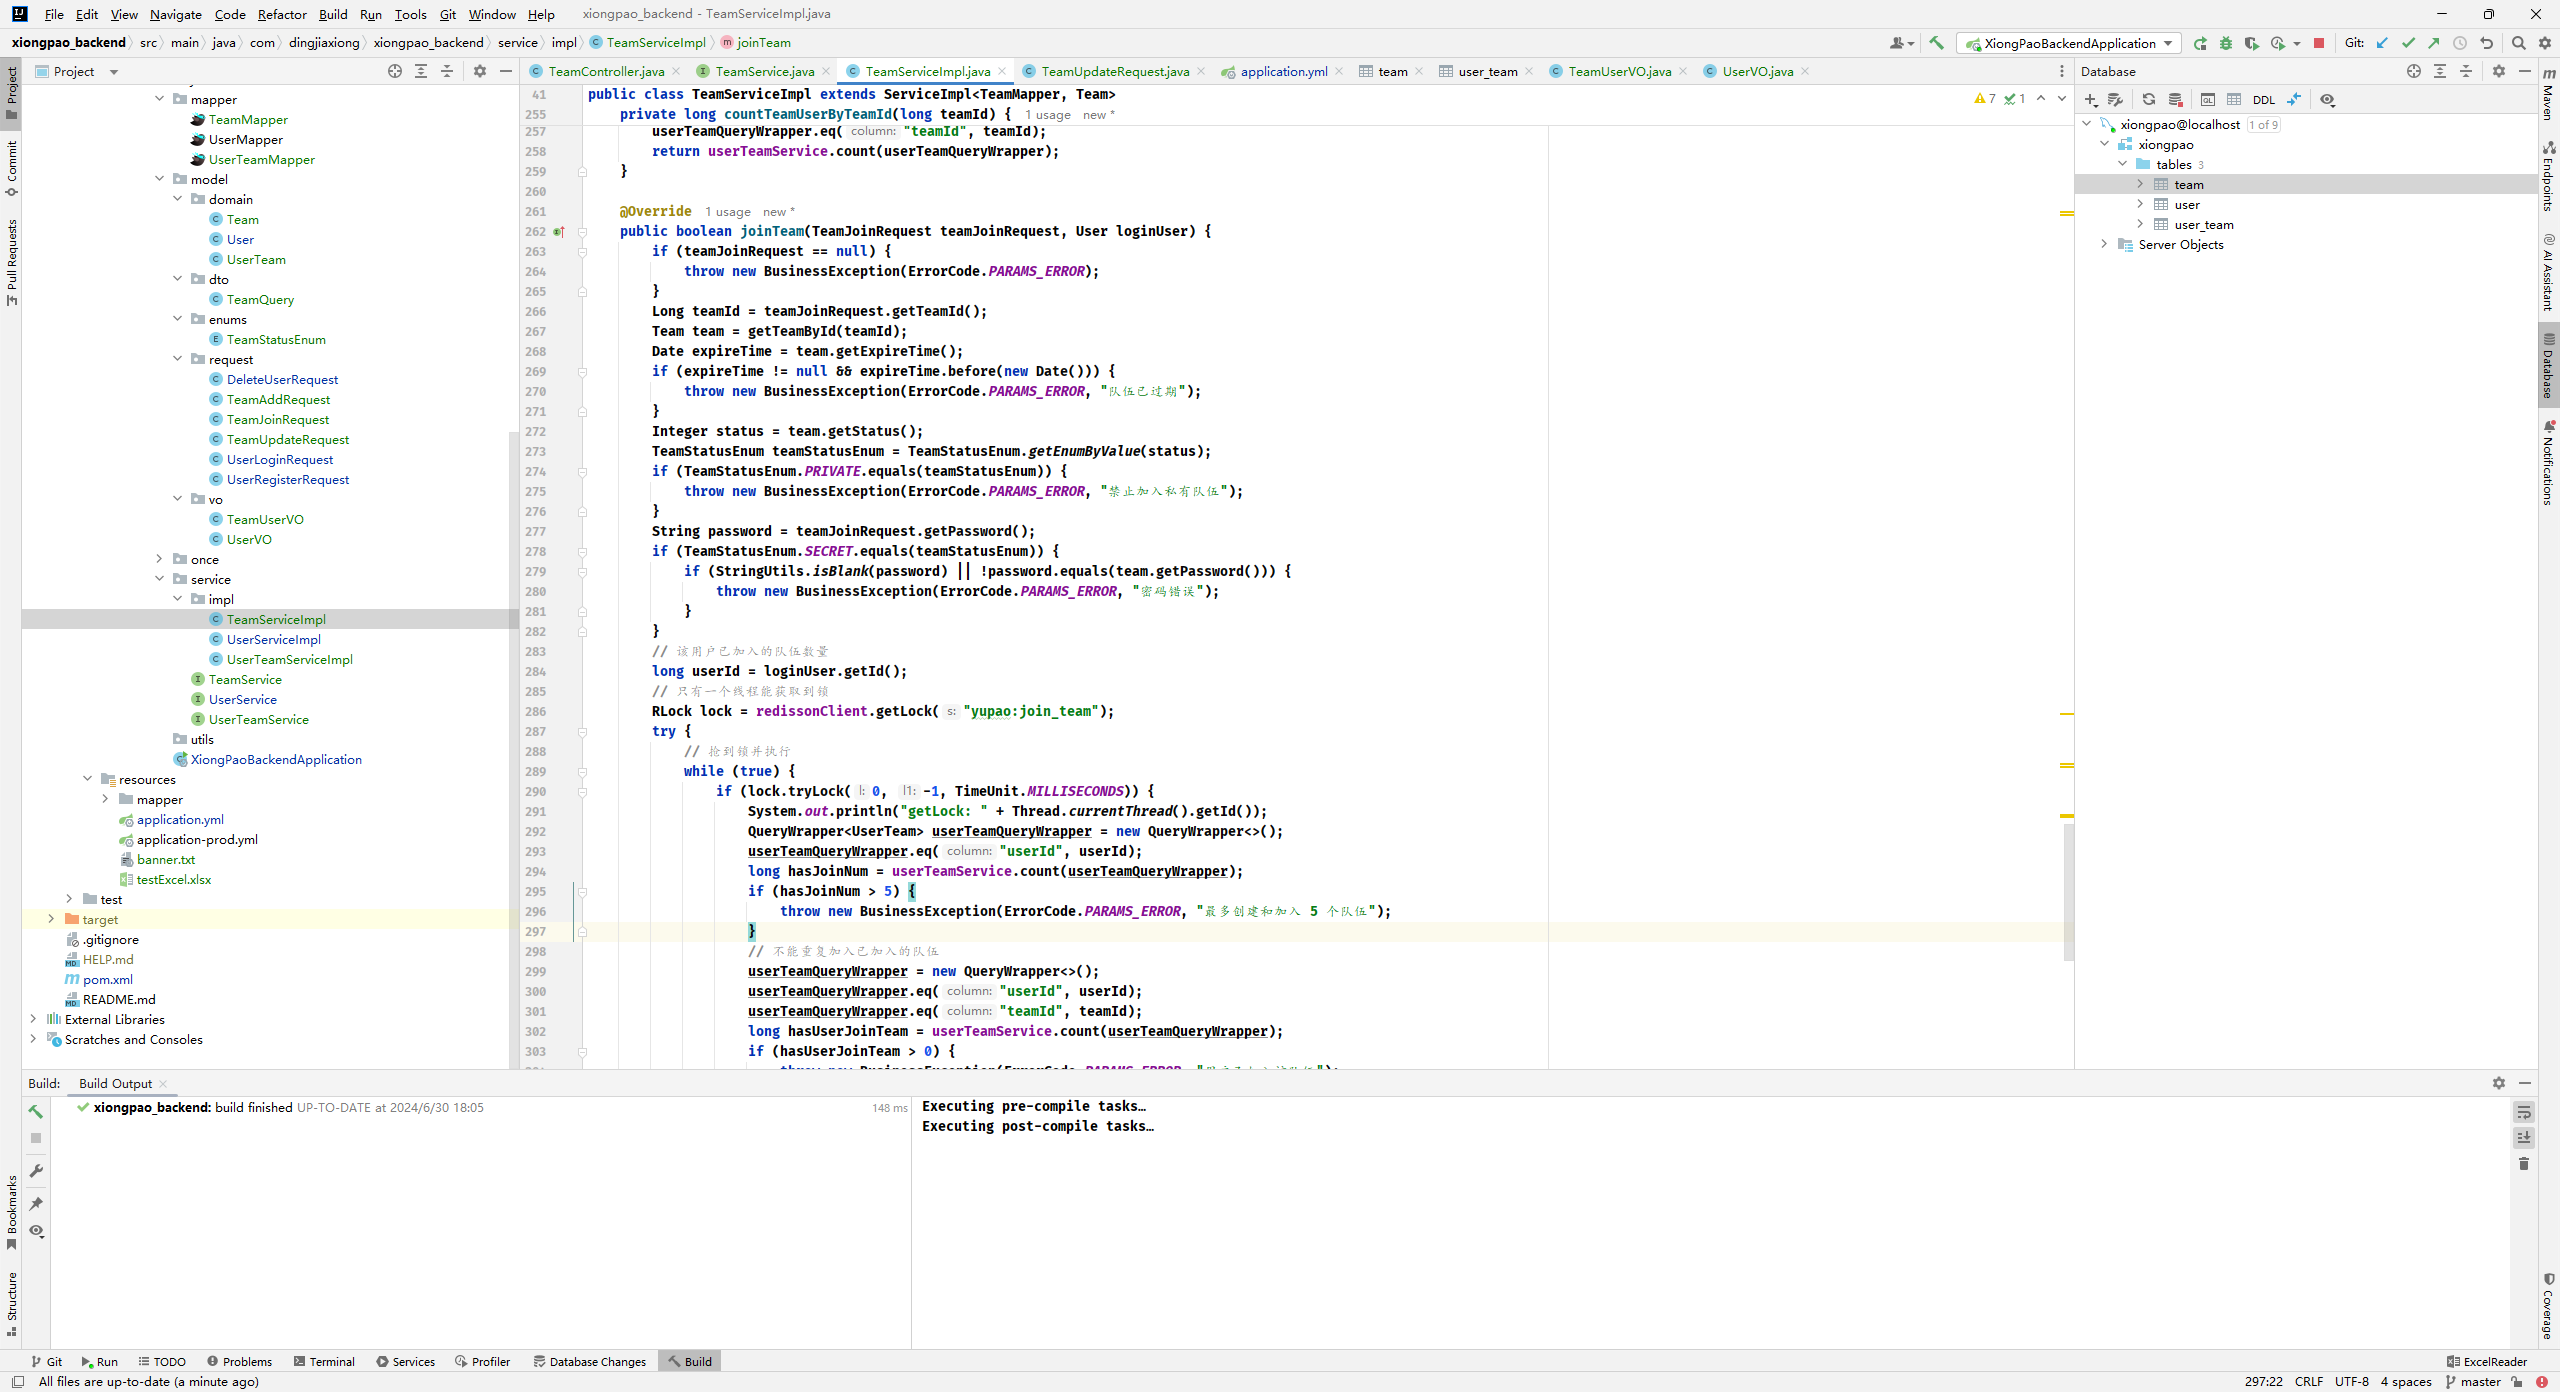 File Edit View Navigate Code Refactor Build Run Tools Git Window Help xiongpao_backend - TeamServiceImpl.java
xiongpao_backend src main java com dingjiaxiong xiongpao_backend service impl TeamServiceImpl joinTeam
XiongPaoBackendApplication Git:
Project
TeamController.java TeamService.java TeamServiceImpl.java TeamUpdateRequest.java application.yml team user_team TeamUserVO.java UserVO.java
Database
Project
Commit
Pull Requests
Bookmarks
Structure
mapper
TeamMapper
UserMapper
UserTeamMapper
model
domain
Team
User
UserTeam
dto
TeamQuery
enums
TeamStatusEnum
request
DeleteUserRequest
TeamAddRequest
TeamJoinRequest
TeamUpdateRequest
UserLoginRequest
UserRegisterRequest
vo
TeamUserVO
UserVO
once
service
impl
TeamServiceImpl
UserServiceImpl
UserTeamServiceImpl
TeamService
UserService
UserTeamService
utils
XiongPaoBackendApplication
resources
mapper
application.yml
application-prod.yml
banner.txt
testExcel.xlsx
test
target
.gitignore
HELP.md
pom.xml
README.md
External Libraries
Scratches and Consoles
7 1
41 public class TeamServiceImpl extends ServiceImpl<TeamMapper, Team>
255 private long countTeamUserByTeamId(long teamId) { 1 usage new *
257 userTeamQueryWrapper.eq( column: "teamId", teamId);
258 return userTeamService.count(userTeamQueryWrapper);
259 }
260
261 @Override 1 usage new *
262 public boolean joinTeam(TeamJoinRequest teamJoinRequest, User loginUser) {
263 if (teamJoinRequest == null) {
264 throw new BusinessException(ErrorCode.PARAMS_ERROR);
265 }
266 Long teamId = teamJoinRequest.getTeamId();
267 Team team = getTeamById(teamId);
268 Date expireTime = team.getExpireTime();
269 if (expireTime != null && expireTime.before(new Date())) {
270 throw new BusinessException(ErrorCode.PARAMS_ERROR, "队伍已过期");
271 }
272 Integer status = team.getStatus();
273 TeamStatusEnum teamStatusEnum = TeamStatusEnum.getEnumByValue(status);
274 if (TeamStatusEnum.PRIVATE.equals(teamStatusEnum)) {
275 throw new BusinessException(ErrorCode.PARAMS_ERROR, "禁止加入私有队伍");
276 }
277 String password = teamJoinRequest.getPassword();
278 if (TeamStatusEnum.SECRET.equals(teamStatusEnum)) {
279 if (StringUtils.isBlank(password) || !password.equals(team.getPassword())) {
280 throw new BusinessException(ErrorCode.PARAMS_ERROR, "密码错误");
281 }
282 }
283 // 该用户已加入的队伍数量
284 long userId = loginUser.getId();
285 // 只有一个线程能获取到锁
286 RLock lock = redissonClient.getLock( s: "yupao:join_team");
287 try {
288 // 抢到锁并执行
289 while (true) {
290 if (lock.tryLock( l: 0, l1: -1, TimeUnit.MILLISECONDS)) {
291 System.out.println("getLock: " + Thread.currentThread().getId());
292 QueryWrapper<UserTeam> userTeamQueryWrapper = new QueryWrapper<>();
293 userTeamQueryWrapper.eq( column: "userId", userId);
294 long hasJoinNum = userTeamService.count(userTeamQueryWrapper);
295 if (hasJoinNum > 5) {
296 throw new BusinessException(ErrorCode.PARAMS_ERROR, "最多创建和加入 5 个队伍");
297 }
298 // 不能重复加入已加入的队伍
299 userTeamQueryWrapper = new QueryWrapper<>();
300 userTeamQueryWrapper.eq( column: "userId", userId);
301 userTeamQueryWrapper.eq( column: "teamId", teamId);
302 long hasUserJoinTeam = userTeamService.count(userTeamQueryWrapper);
303 if (hasUserJoinTeam > 0) {
DDL
xiongpao@localhost 1 of 9
xiongpao
tables 3
team
user
user_team
Server Objects
Maven
Endpoints
AI Assistant
Database
Notifications
Coverage
Build: Build Output
xiongpao_backend: build finished UP-TO-DATE at 2024/6/30 18:05 148 ms
Executing pre-compile tasks…
Executing post-compile tasks…
Git Run TODO Problems Terminal Services Profiler Database Changes Build ExcelReader
All files are up-to-date (a minute ago) 297:22 CRLF UTF-8 4 spaces master